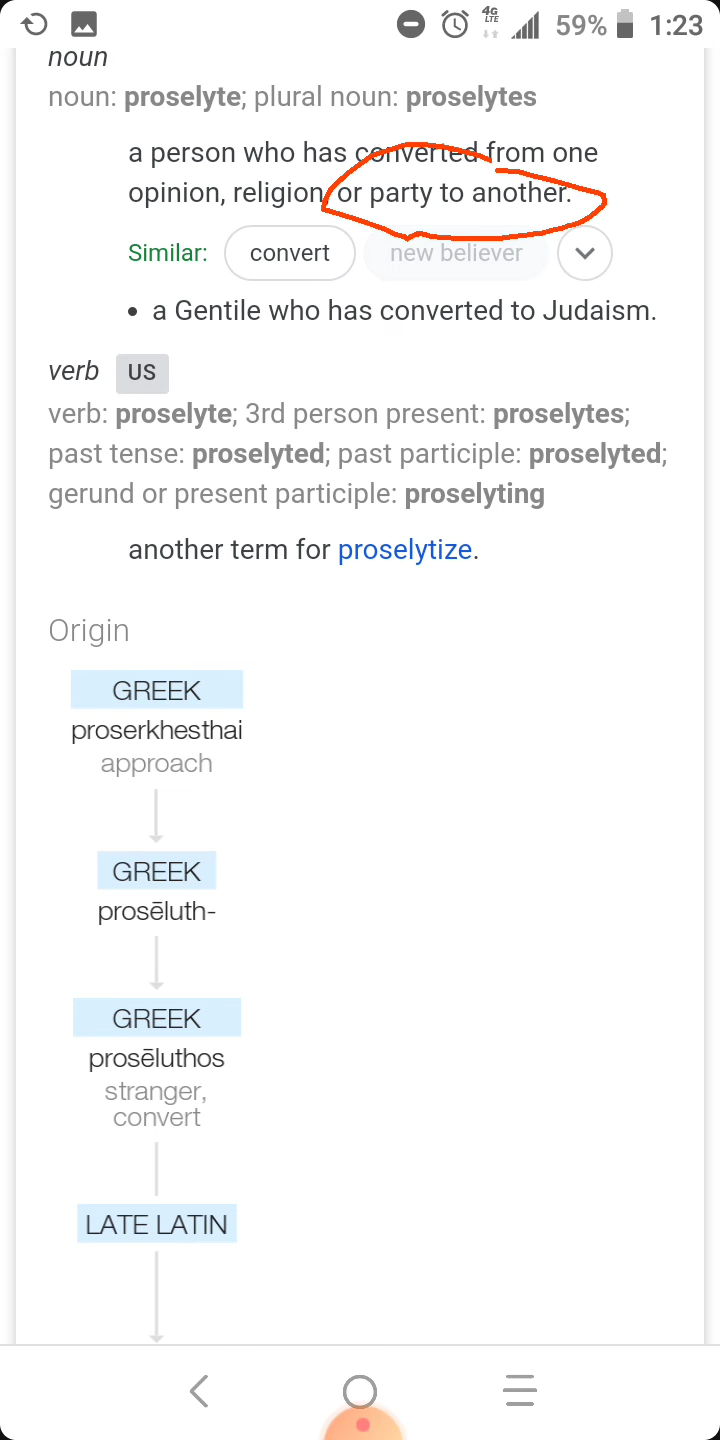 4G
LTE
59% 1:23
noun
noun: proselyte; plural noun: proselytes
a person who has converted from one
opinion, religion, or party to another.
Similar: convert new believer
• a Gentile who has converted to Judaism.
verb US
verb: proselyte; 3rd person present: proselytes;
past tense: proselyted; past participle: proselyted;
gerund or present participle: proselyting
another term for proselytize.
Origin
GREEK
proserkhesthai
approach
GREEK
prosēluth-
GREEK
prosēluthos
stranger,
convert
LATE LATIN